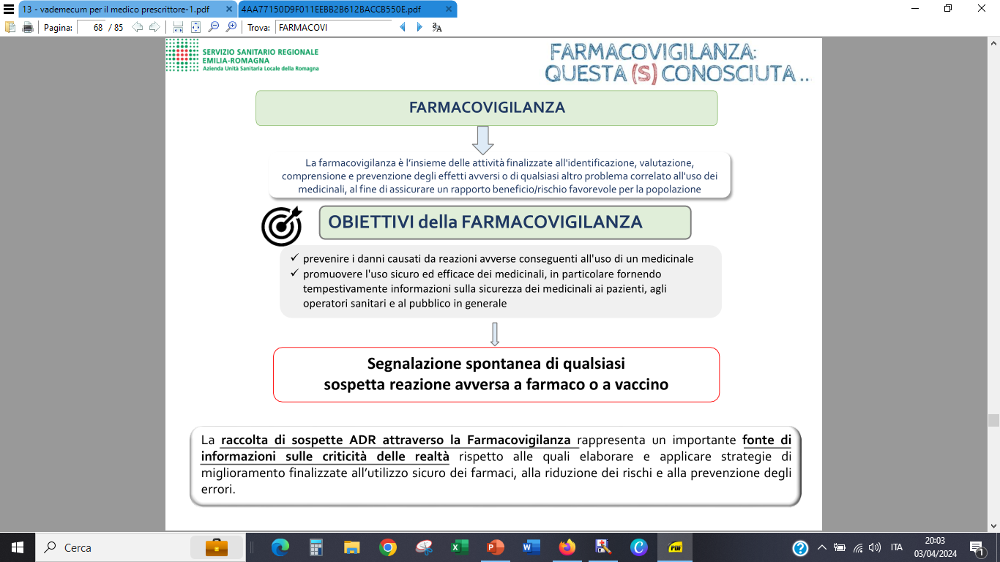 13 - vademecum per il medico prescrittore-1.pdf
4AA77150D9F011EEBB2B612BACCB550E.pdf
Pagina: 68 / 85 Trova: FARMACOVI
SERVIZIO SANITARIO REGIONALE
EMILIA-ROMAGNA
Azienda Unità Sanitaria Locale della Romagna
FARMACOVIGILANZA:
QUESTA (S) CONOSCIUTA ..
FARMACOVIGILANZA
La farmacovigilanza è l'insieme delle attività finalizzate all'identificazione, valutazione,
comprensione e prevenzione degli effetti avversi o di qualsiasi altro problema correlato all'uso dei
medicinali, al fine di assicurare un rapporto beneficio/rischio favorevole per la popolazione
OBIETTIVI della FARMACOVIGILANZA
✓ prevenire i danni causati da reazioni avverse conseguenti all'uso di un medicinale
✓ promuovere l'uso sicuro ed efficace dei medicinali, in particolare fornendo
tempestivamente informazioni sulla sicurezza dei medicinali ai pazienti, agli
operatori sanitari e al pubblico in generale
Segnalazione spontanea di qualsiasi
sospetta reazione avversa a farmaco o a vaccino
La raccolta di sospette ADR attraverso la Farmacovigilanza rappresenta un importante fonte di
informazioni sulle criticità delle realtà rispetto alle quali elaborare e applicare strategie di
miglioramento finalizzate all'utilizzo sicuro dei farmaci, alla riduzione dei rischi e alla prevenzione degli
errori.
Cerca
ITA
20:03
03/04/2024
1